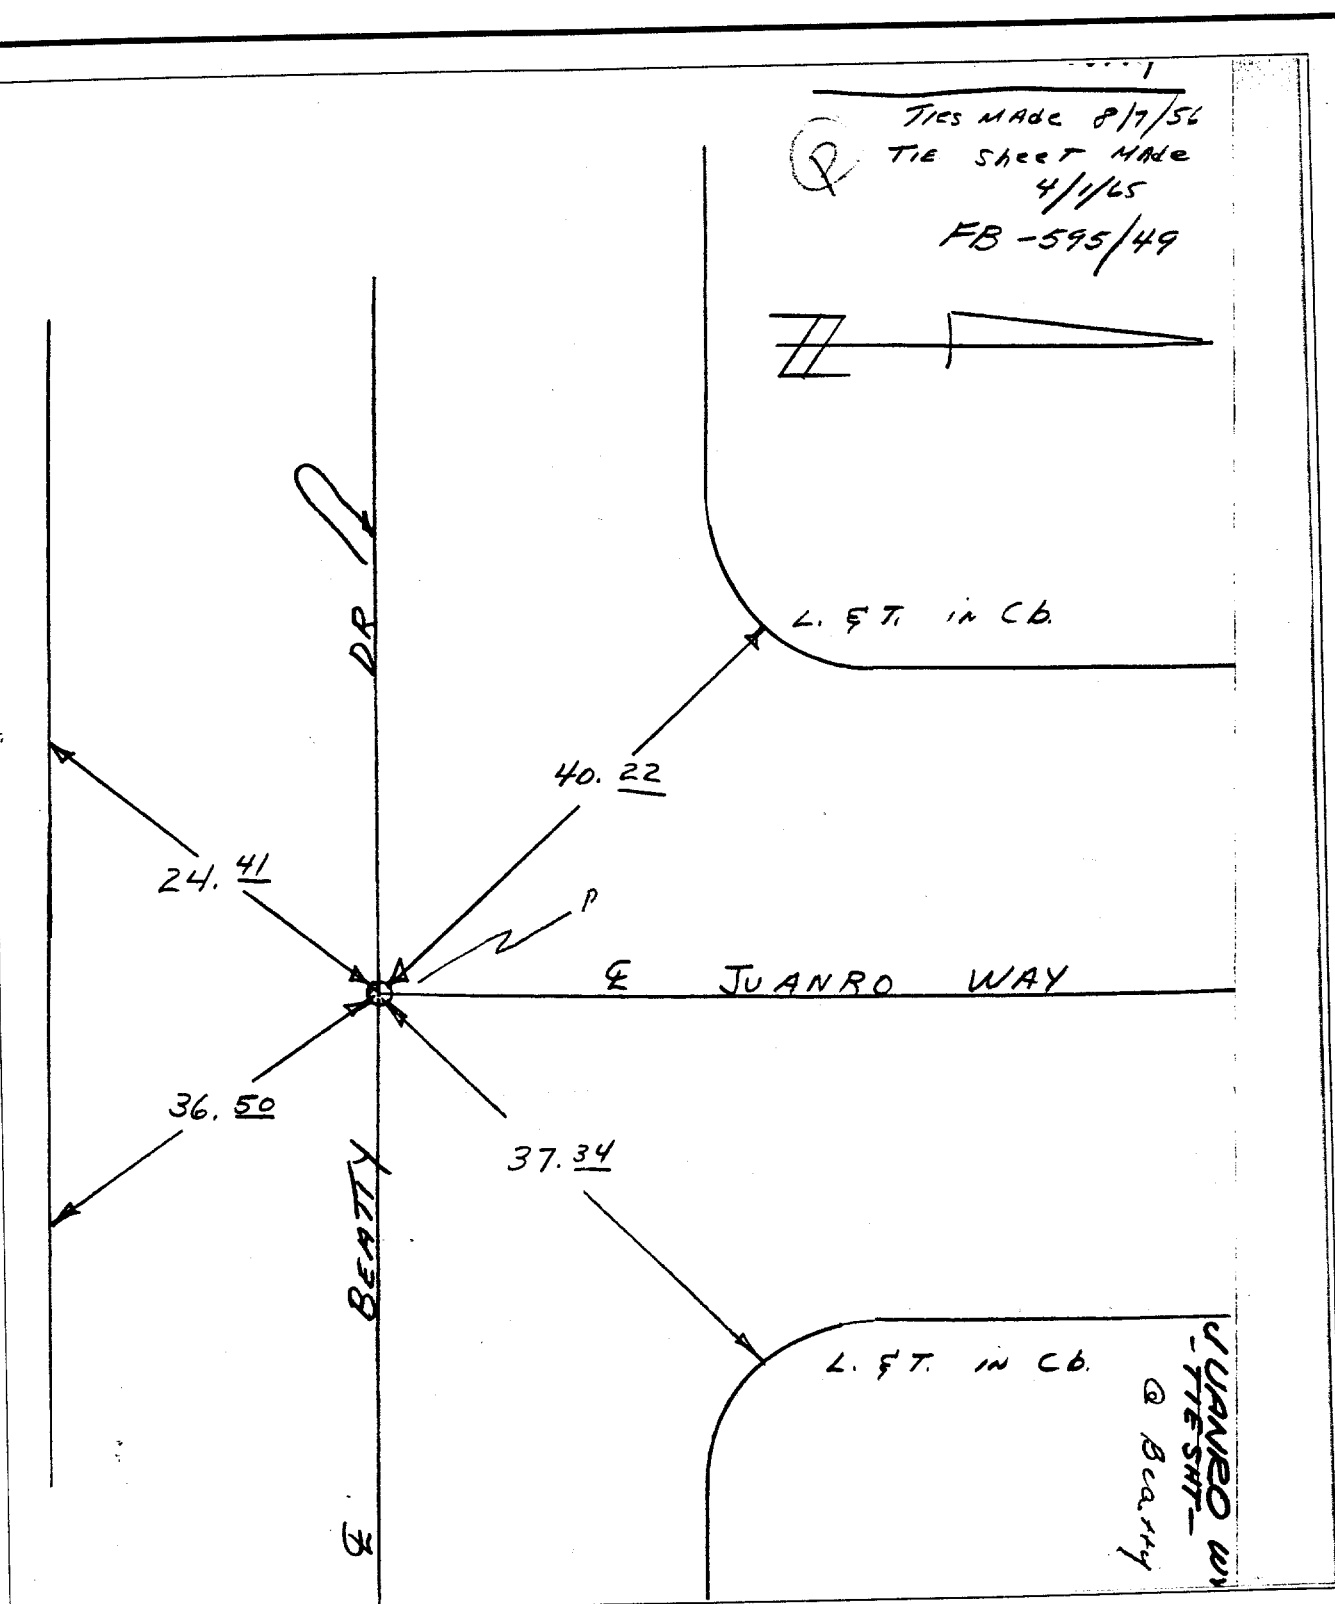 Ties Made 8/7/56
Tie Sheet Made
4/1/65
FB-595/49
P
N
DR
L. & T. in Cb.
40.22
24.41
P
℄ JUANRO WAY
36.50
37.34
BEATTY
L. & T. in Cb.
℄
JUANRO WY
-TIE SHT-
@ Beatty